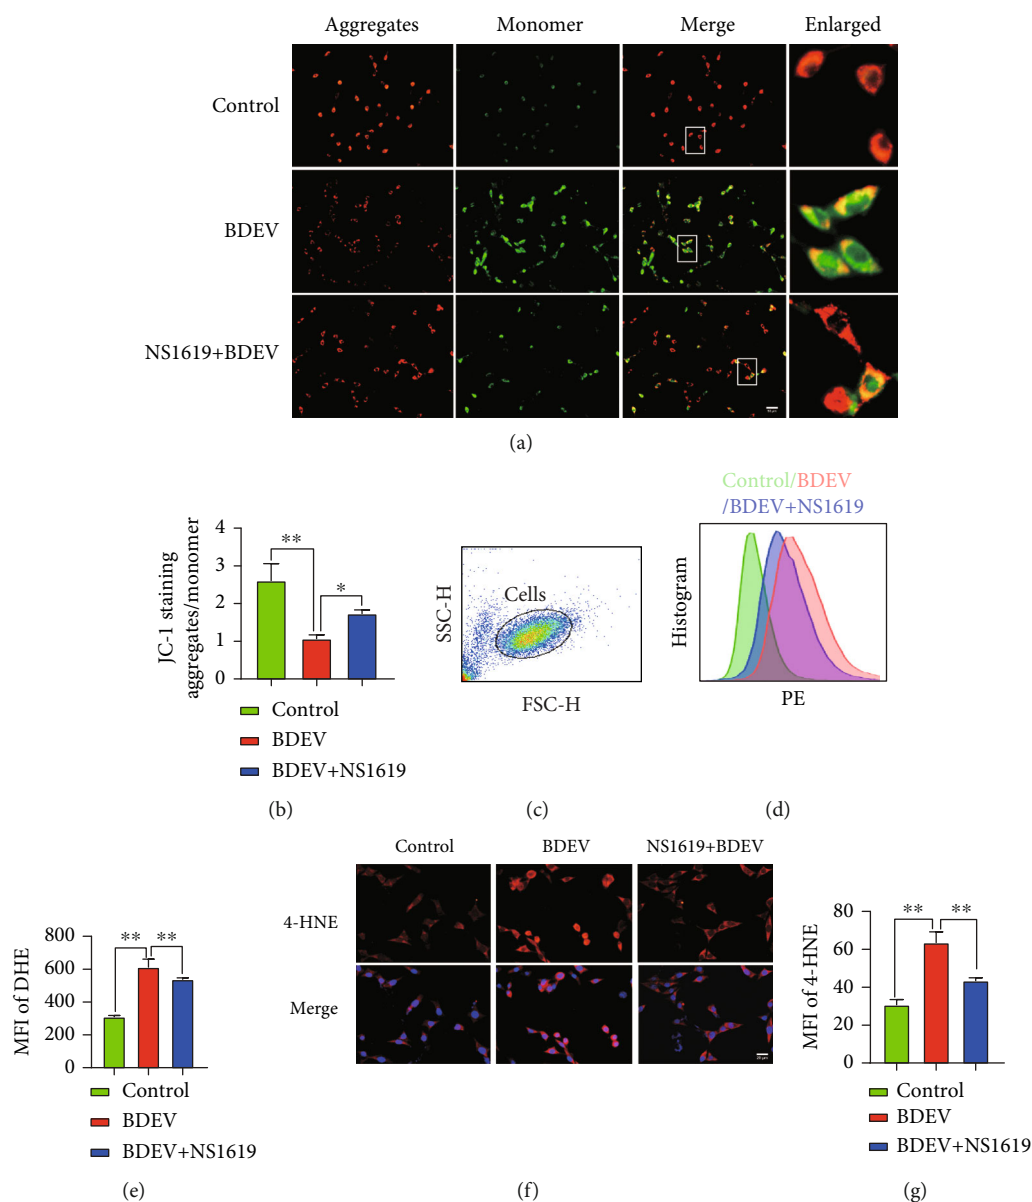 Aggregates Monomer Merge Enlarged
Control
BDEV
NS1619+BDEV
(a)
JC-1 staining
aggregates/monomer
4
3
2
1
0
** *
Control
BDEV
BDEV+NS1619
(b)
SSC-H
Cells
FSC-H
(c)
Control/BDEV
/BDEV+NS1619
Histogram
PE
(d)
MFI of DHE
800
600
400
200
0
** **
Control
BDEV
BDEV+NS1619
(e)
Control BDEV NS1619+BDEV
4-HNE
Merge
(f)
MFI of 4-HNE
80
60
40
20
0
** **
Control
BDEV
BDEV+NS1619
(g)